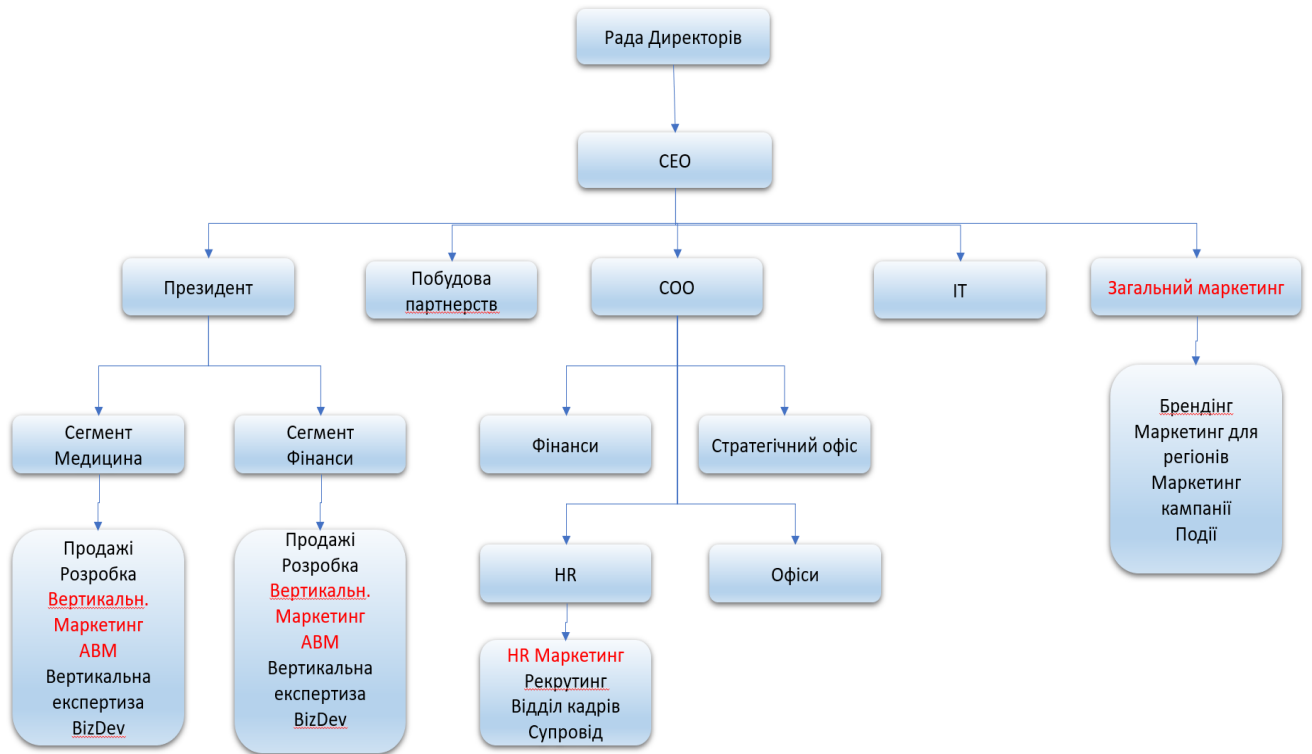 Рада Директорів
CEO
Президент
Побудова
партнерств
COO
IT
Загальний маркетинг
Сегмент
Медицина
Сегмент
Фінанси
Фінанси
Стратегічний офіс
Брендінг
Маркетинг для
регіонів
Маркетинг
кампанії
Події
Продажі
Розробка
Вертикальн.
Маркетинг
ABM
Вертикальна
експертиза
BizDev
Продажі
Розробка
Вертикальн.
Маркетинг
ABM
Вертикальна
експертиза
BizDev
HR
Офіси
HR Маркетинг
Рекрутинг
Відділ кадрів
Супровід